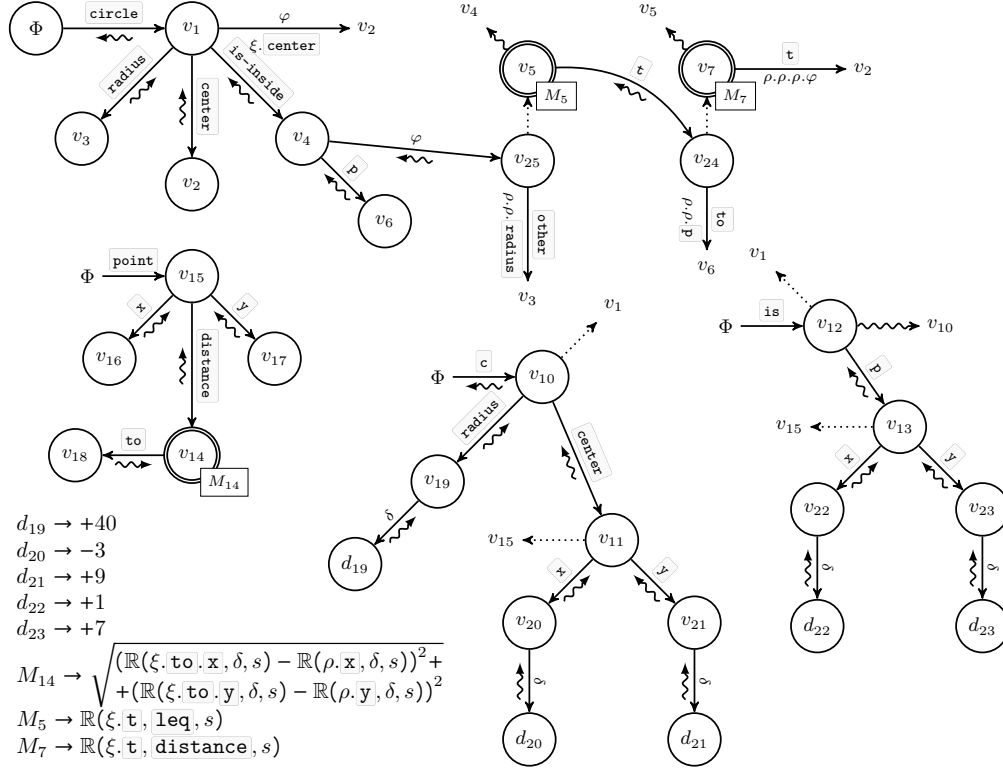 Φ circle v₁ φ ξ.center v₂
radius center is-inside
v₃ v₂ v₄ p v₆ φ v₂₅
v₄ v₅ M₅ t v₂₄
v₅ v₇ M₇ t ρ.ρ.ρ.φ v₂
ρ.ρ.radius other v₃
ρ.ρ.p to v₆
Φ point v₁₅
x y
v₁₆ distance v₁₇
v₁₈ to v₁₄ M₁₄
Φ c v₁₀ v₁
radius center
v₁₉ δ d₁₉
v₁₅ v₁₁
x y
v₂₀ v₂₁
δ δ
d₂₀ d₂₁
v₁
Φ is v₁₂ v₁₀
p
v₁₅ v₁₃
x y
v₂₂ v₂₃
δ δ
d₂₂ d₂₃
d₁₉ → +40
d₂₀ → −3
d₂₁ → +9
d₂₂ → +1
d₂₃ → +7
M₁₄ → √(ℝ(ξ.to.x, δ, s) − ℝ(ρ.x, δ, s))² +
+(ℝ(ξ.to.y, δ, s) − ℝ(ρ.y, δ, s))²
M₅ → ℝ(ξ.t, leq, s)
M₇ → ℝ(ξ.t, distance, s)